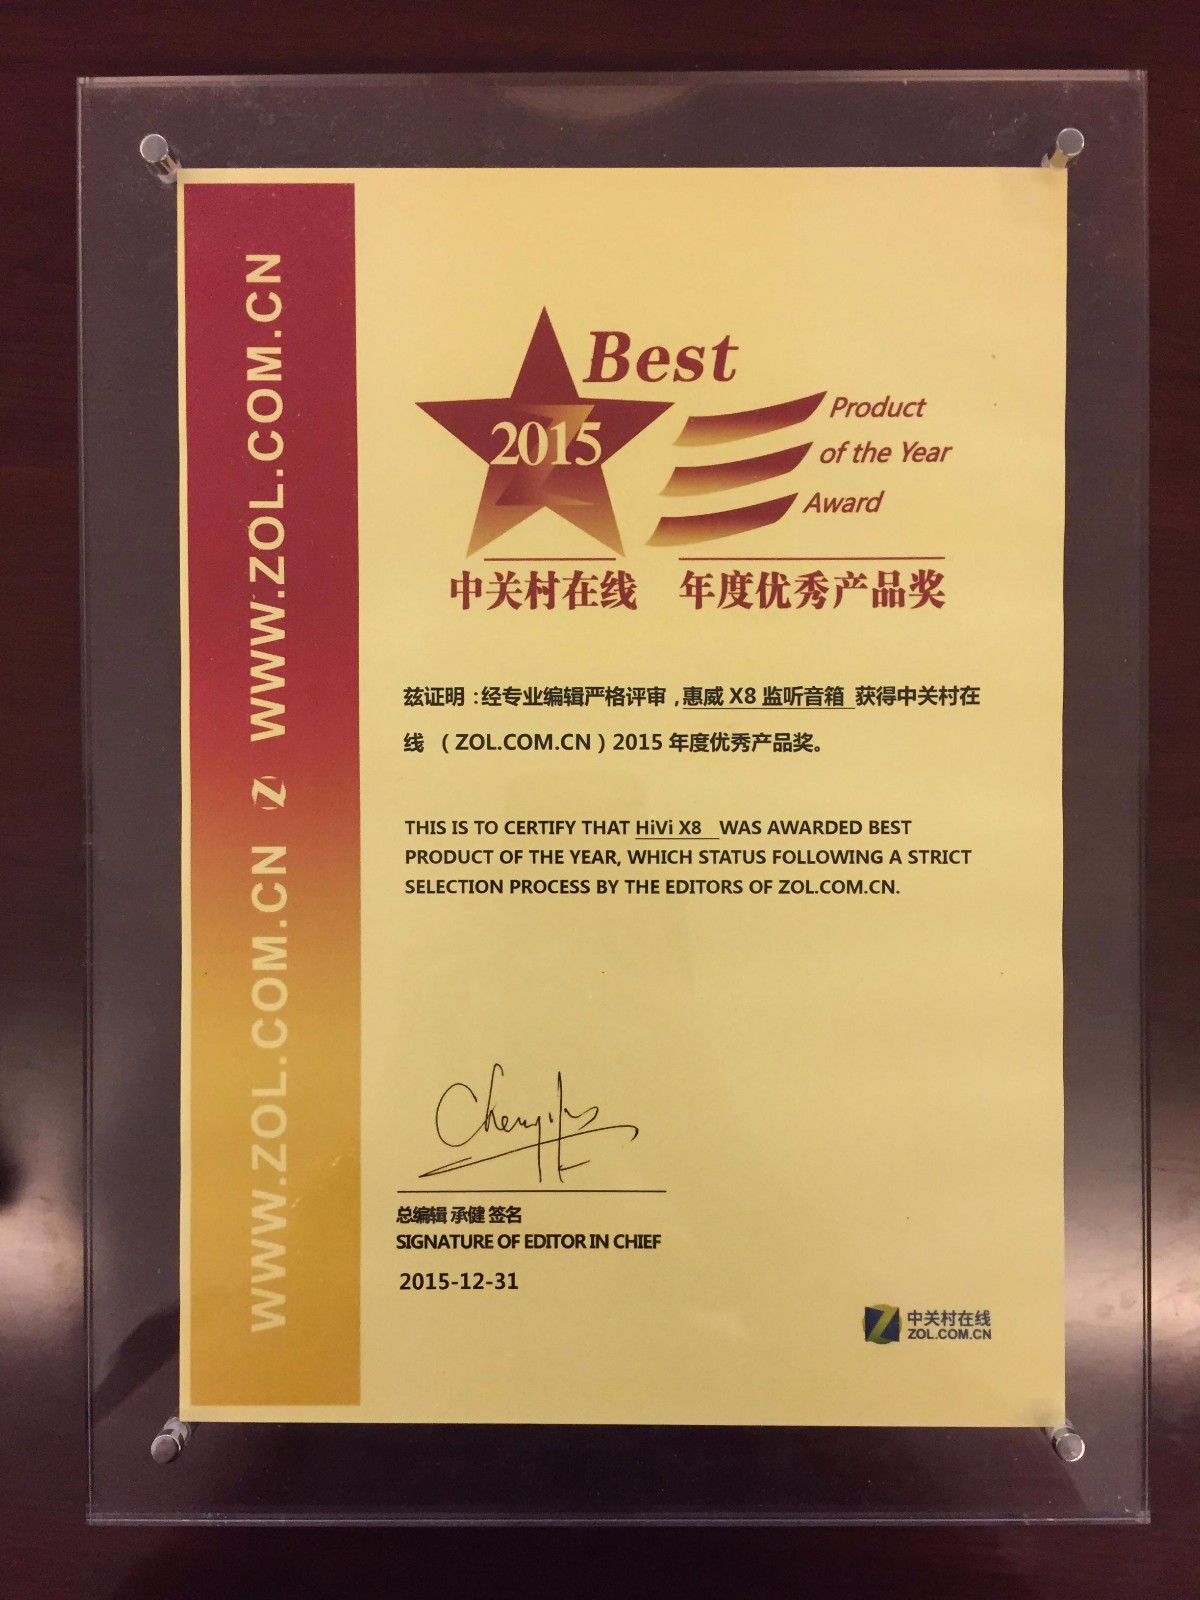 WWW.ZOL.COM.CN Z WWW.ZOL.COM.CN
Best
2015
Product
of the Year
Award
中关村在线 年度优秀产品奖
兹证明：经专业编辑严格评审，惠威 X8 监听音箱 获得中关村在
线 （ZOL.COM.CN）2015 年度优秀产品奖。
THIS IS TO CERTIFY THAT HiVi X8 WAS AWARDED BEST
PRODUCT OF THE YEAR, WHICH STATUS FOLLOWING A STRICT
SELECTION PROCESS BY THE EDITORS OF ZOL.COM.CN.
总编辑 承健 签名
SIGNATURE OF EDITOR IN CHIEF
2015-12-31
中关村在线
ZOL.COM.CN